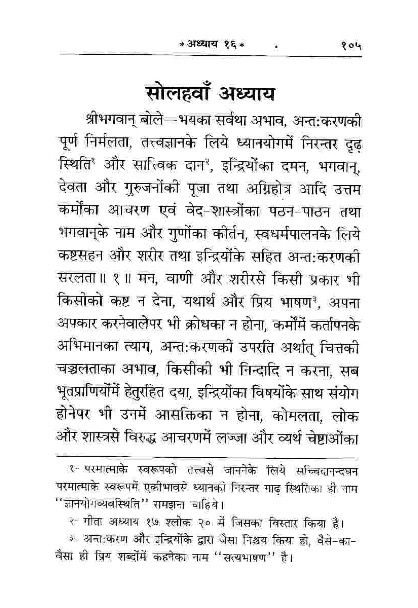 * अध्याय १६ * १०५
सोलहवाँ अध्याय
श्रीभगवान् बोले—भयका सर्वथा अभाव, अन्तःकरणकी
पूर्ण निर्मलता, तत्त्वज्ञानके लिये ध्यानयोगमें निरन्तर दृढ़
स्थिति१ और सात्त्विक दान२, इन्द्रियोंका दमन, भगवान्,
देवता और गुरुजनोंकी पूजा तथा अग्निहोत्र आदि उत्तम
कर्मोंका आचरण एवं वेद-शास्त्रोंका पठन-पाठन तथा
भगवान्‌के नाम और गुणोंका कीर्तन, स्वधर्मपालनके लिये
कष्टसहन और शरीर तथा इन्द्रियोंके सहित अन्तःकरणकी
सरलता॥ १॥ मन, वाणी और शरीरसे किसी प्रकार भी
किसीको कष्ट न देना, यथार्थ और प्रिय भाषण३, अपना
अपकार करनेवालेपर भी क्रोधका न होना, कर्मोंमें कर्तापनके
अभिमानका त्याग, अन्तःकरणकी उपरति अर्थात् चित्तकी
चञ्चलताका अभाव, किसीकी भी निन्दादि न करना, सब
भूतप्राणियोंमें हेतुरहित दया, इन्द्रियोंका विषयोंके साथ संयोग
होनेपर भी उनमें आसक्तिका न होना, कोमलता, लोक
और शास्त्रसे विरुद्ध आचरणमें लज्जा और व्यर्थ चेष्टाओंका
१- परमात्माके स्वरूपको तत्त्वसे जाननेके लिये सच्चिदानन्दघन
परमात्माके स्वरूपमें एकीभावसे ध्यानकी निरन्तर गाढ़ स्थितिका ही नाम
''ज्ञानयोगव्यवस्थिति'' समझना चाहिये।
२- गीता अध्याय १७ श्लोक २० में जिसका विस्तार किया है।
३. अन्तःकरण और इन्द्रियोंके द्वारा जैसा निश्चय किया हो, वैसे-का-
वैसा ही प्रिय शब्दोंमें कहनेका नाम ''सत्यभाषण'' है।